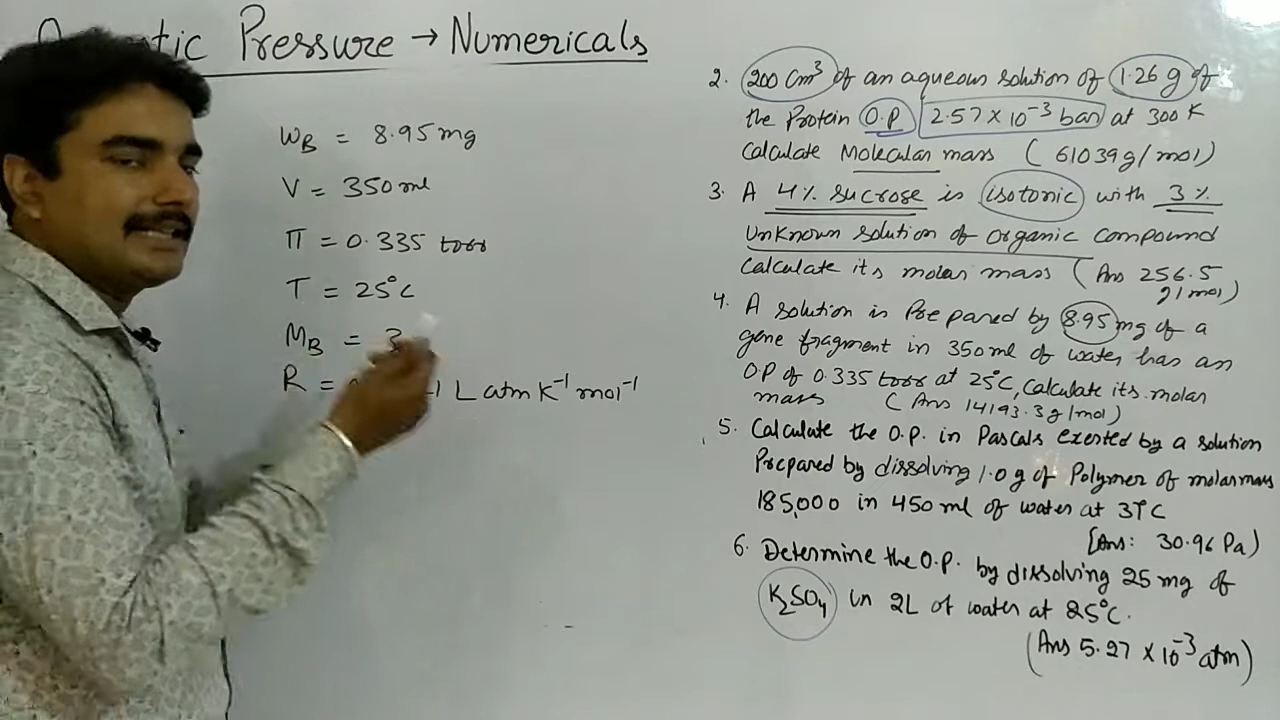 Pressure → Numericals
WB = 8.95 mg
V = 350 ml
π = 0.335 torr
T = 25°C
MB =
R = L atm K⁻¹ mol⁻¹
2. 200 cm³ of an aqueous solution of 1.26 g of
the Protein O.P 2.57 × 10⁻³ bar at 300 K
Calculate Molecular mass ( 61039 g/mol)
3. A 4% sucrose is isotonic with 3%
Unknown solution of organic compound
Calculate its molar mass ( Ans 256.5
g/mol)
4. A solution is Prepared by 8.95 mg of a
gene fragment in 350 ml of water has an
O.P of 0.335 torr at 25°C, Calculate its molar
mass ( Ans 14193.3 g/mol)
5. Calculate the O.P. in Pascals exerted by a solution
Prepared by dissolving 1.0 g of Polymer of molar mass
185,000 in 450 ml of water at 37°C
[Ans: 30.96 Pa)
6. Determine the O.P. by dissolving 25 mg of
K₂SO₄ in 2L of water at 25°C.
(Ans 5.27 × 10⁻³ atm)